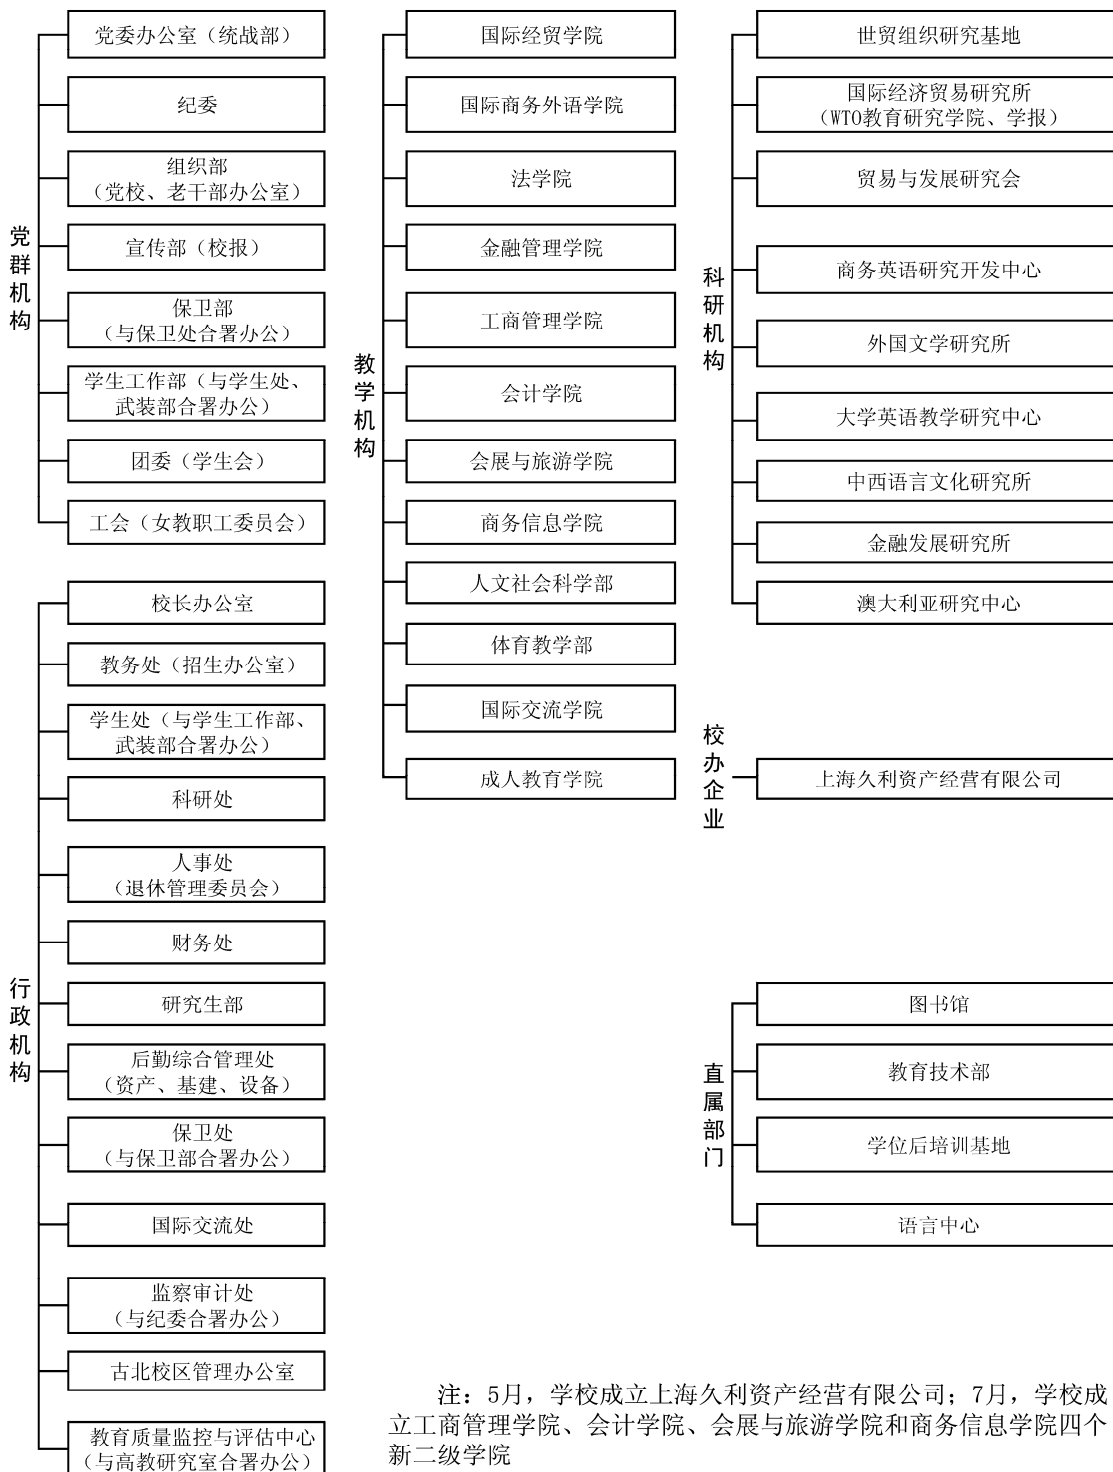 党群机构
党委办公室（统战部）
纪委
组织部
（党校、老干部办公室）
宣传部（校报）
保卫部
（与保卫处合署办公）
学生工作部（与学生处、
武装部合署办公）
团委（学生会）
工会（女教职工委员会）
行政机构
校长办公室
教务处（招生办公室）
学生处（与学生工作部、
武装部合署办公）
科研处
人事处
（退休管理委员会）
财务处
研究生部
后勤综合管理处
（资产、基建、设备）
保卫处
（与保卫部合署办公）
国际交流处
监察审计处
（与纪委合署办公）
古北校区管理办公室
教育质量监控与评估中心
（与高教研究室合署办公）
教学机构
国际经贸学院
国际商务外语学院
法学院
金融管理学院
工商管理学院
会计学院
会展与旅游学院
商务信息学院
人文社会科学部
体育教学部
国际交流学院
成人教育学院
科研机构
世贸组织研究基地
国际经济贸易研究所
（WTO教育研究学院、学报）
贸易与发展研究会
商务英语研究开发中心
外国文学研究所
大学英语教学研究中心
中西语言文化研究所
金融发展研究所
澳大利亚研究中心
校办企业
上海久利资产经营有限公司
直属部门
图书馆
教育技术部
学位后培训基地
语言中心
注：5月，学校成立上海久利资产经营有限公司；7月，学校成
立工商管理学院、会计学院、会展与旅游学院和商务信息学院四个
新二级学院